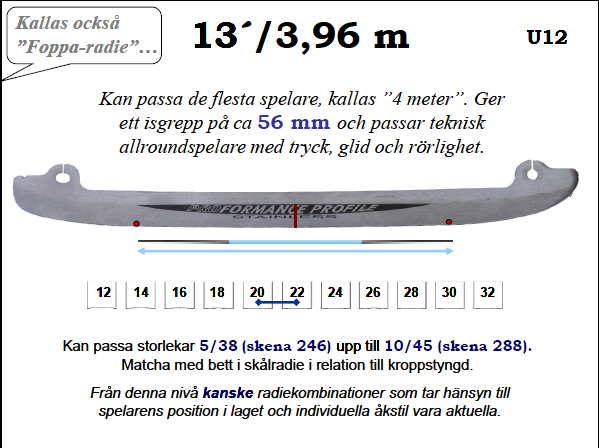 Kallas också
”Foppa-radie”…
13´/3,96 m
U12
Kan passa de flesta spelare, kallas ”4 meter”. Ger
ett isgrepp på ca 56 mm och passar teknisk
allroundspelare med tryck, glid och rörlighet.
PROFORMANCE PROFILE
STAINLESS
12 14 16 18 20 22 24 26 28 30 32
Kan passa storlekar 5/38 (skena 246) upp till 10/45 (skena 288).
Matcha med bett i skålradie i relation till kroppstyngd.
Från denna nivå kanske radiekombinationer som tar hänsyn till
spelarens position i laget och individuella åkstil vara aktuella.